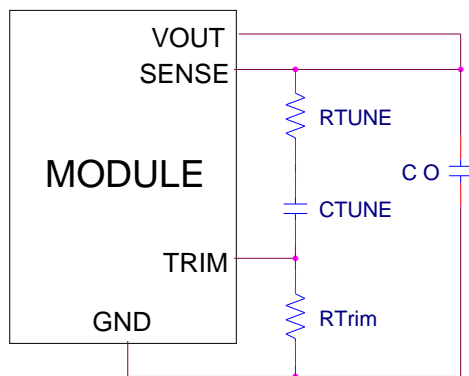 VOUT
SENSE
RTUNE
MODULE
C O
CTUNE
TRIM
GND
RTrim